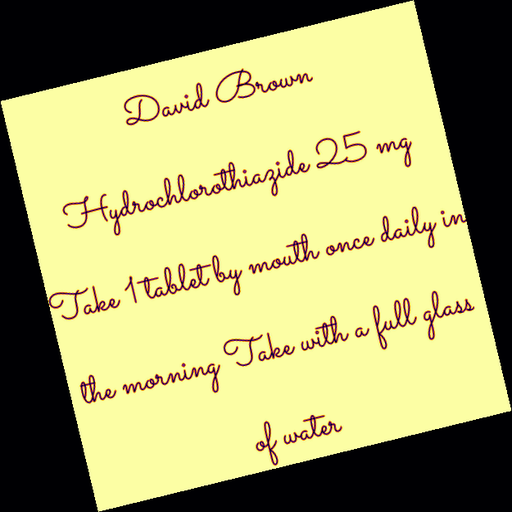 David Brown
Hydrochlorothiazide 25 mg
Take 1 tablet by mouth once daily in
the morning Take with a full glass
of water